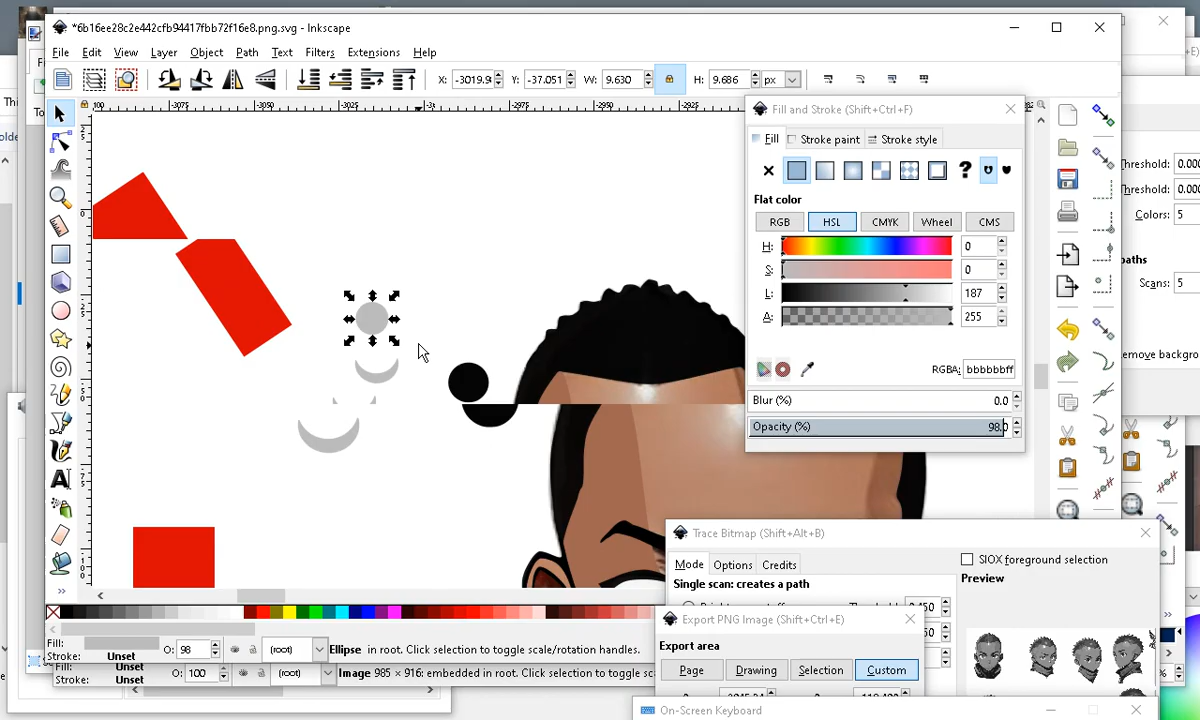 *6b16ee28c2e442cfb94417fbb72f16e8.png.svg - Inkscape
File Edit View Layer Object Path Text Filters Extensions Help
X: -3019.9 Y: -37.051 W: 9.630 H: 9.686 px
Fill and Stroke (Shift+Ctrl+F)
Fill Stroke paint Stroke style
Flat color
RGB HSL CMYK Wheel CMS
H: 0
S: 0
L: 187
A: 255
RGBA: bbbbbbff
Blur (%) 0.0
Opacity (%) 98.0
Threshold: 0.000
Threshold: 0.000
Colors: 5
paths
Scans: 5
emove backgro
Trace Bitmap (Shift+Alt+B)
Mode Options Credits
SIOX foreground selection
Single scan: creates a path
Preview
Export PNG Image (Shift+Ctrl+E)
Export area
Page Drawing Selection Custom
Fill:
Stroke: Unset
O: 98 (root) Ellipse in root. Click selection to toggle scale/rotation handles.
Fill: Unset
Stroke: Unset
O: 100 (root) Image 985 × 916: embedded in root. Click selection to toggle sc
On-Screen Keyboard